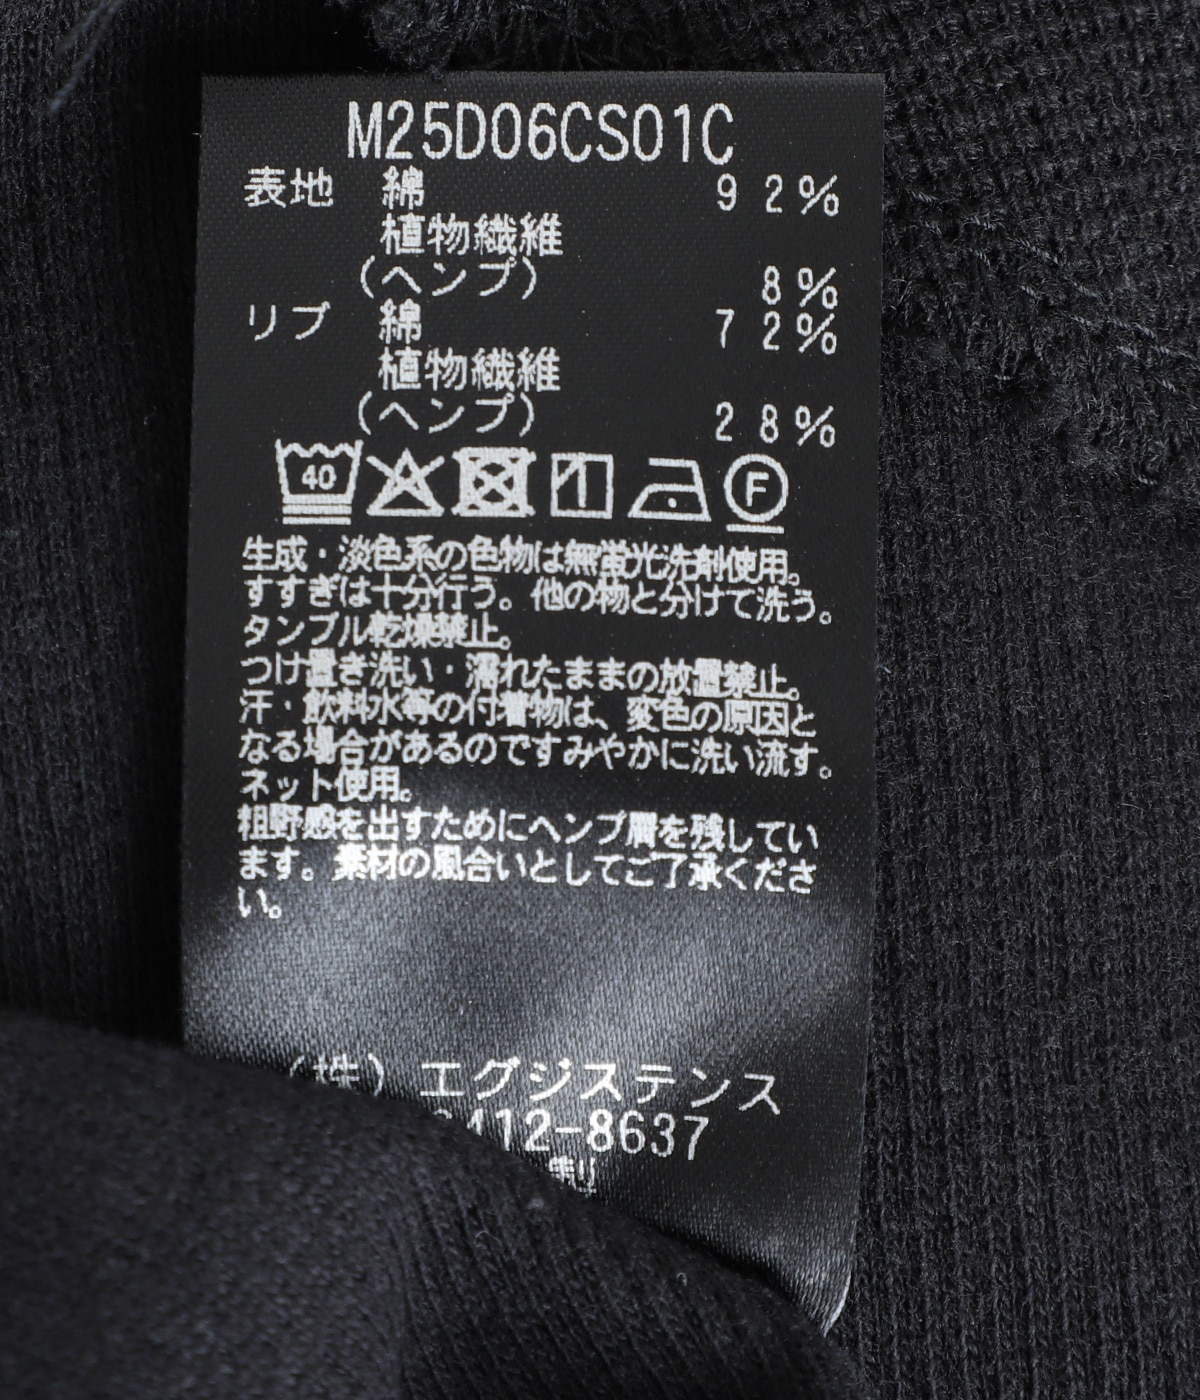 M25D06CS01C
表地 綿 92%
植物繊維
(ヘンプ) 8%
リブ 綿 72%
植物繊維
(ヘンプ) 28%
40 F
生成・淡色系の色物は無蛍光洗剤使用。
すすぎは十分行う。他の物と分けて洗う。
タンブル乾燥禁止。
つけ置き洗い・濡れたままの放置禁止。
汗・飲料水等の付着物は、変色の原因と
なる場合があるのですみやかに洗い流す。
ネット使用。
粗野感を出すためにヘンプ屑を残してい
ます。素材の風合いとしてご了承くださ
い。
(株)エグジステンス
412-8637